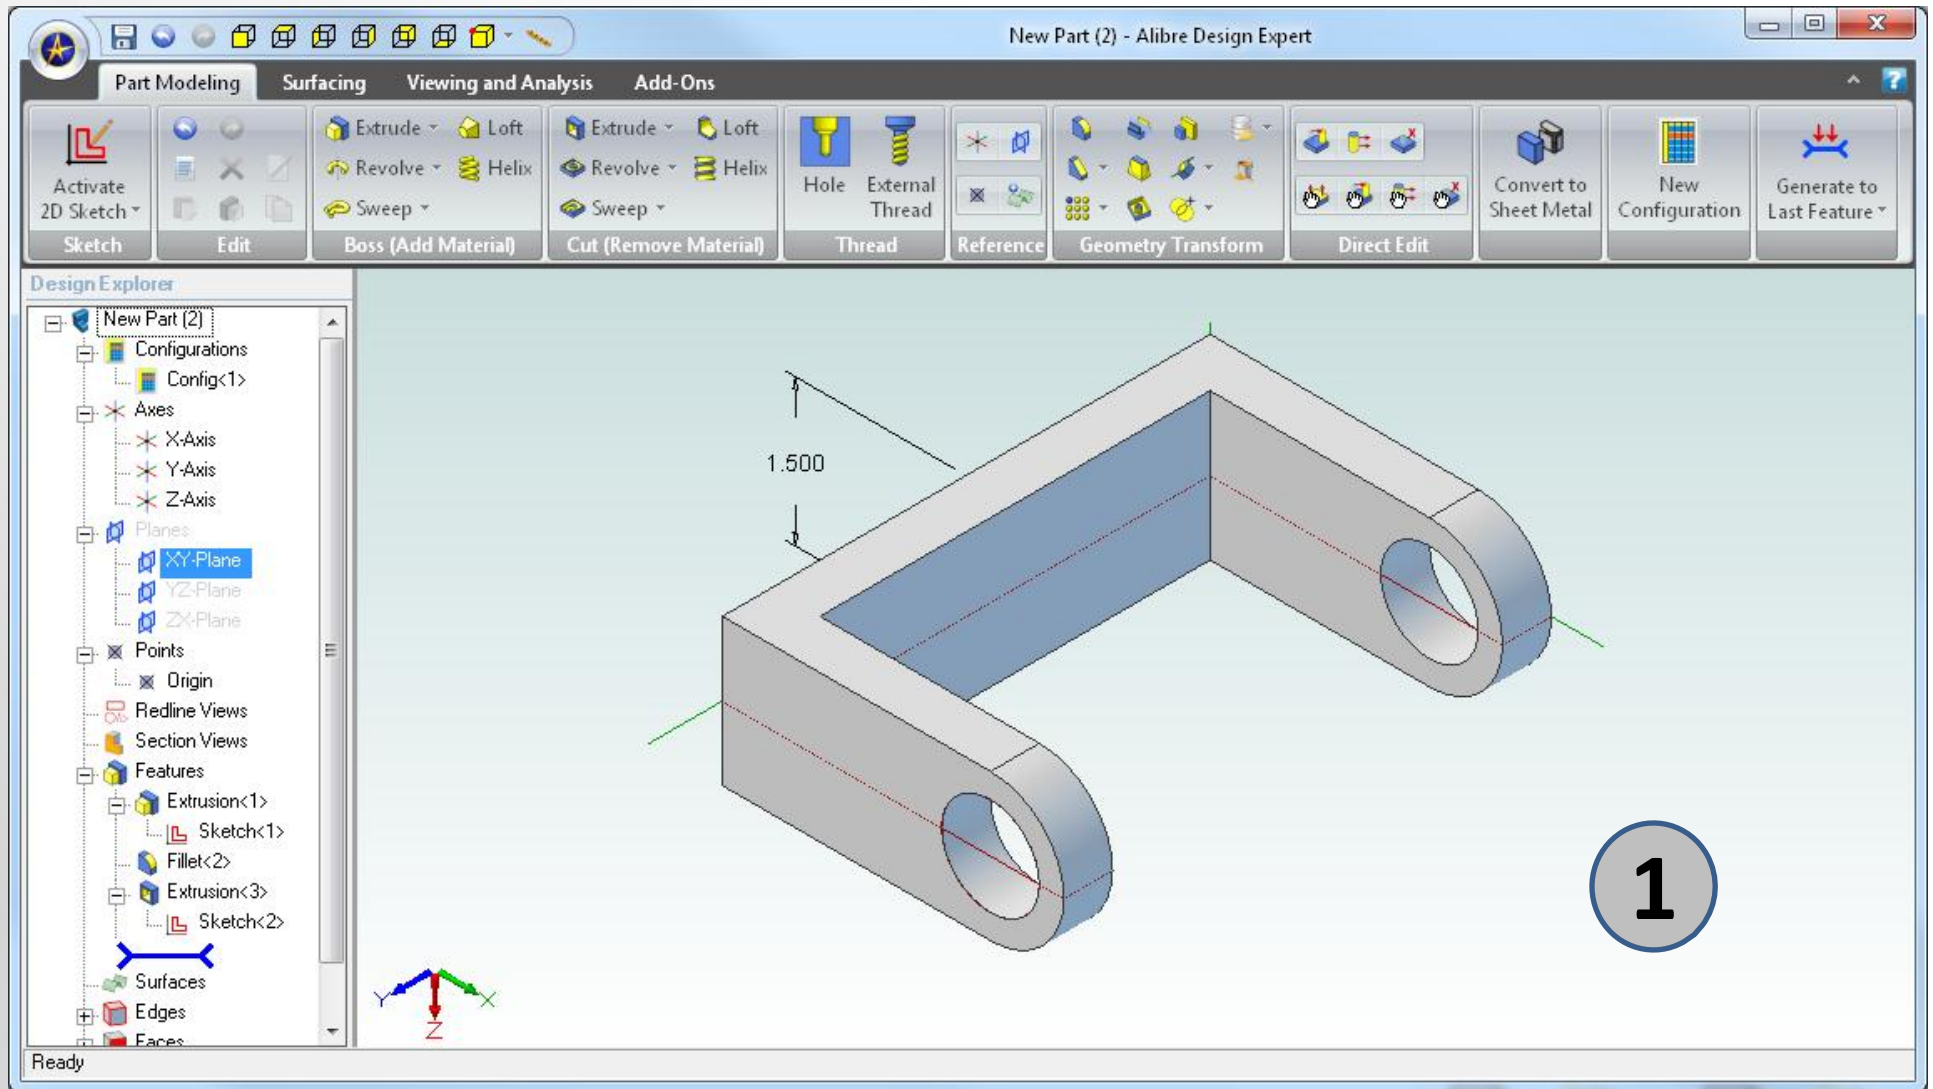 New Part (2) - Alibre Design Expert
Part Modeling Surfacing Viewing and Analysis Add-Ons
Activate
2D Sketch
Sketch
Edit
Extrude Loft
Revolve Helix
Sweep
Boss (Add Material)
Extrude Loft
Revolve Helix
Sweep
Cut (Remove Material)
Hole
External
Thread
Thread
Reference
Geometry Transform
Direct Edit
Convert to
Sheet Metal
New
Configuration
Generate to
Last Feature
Design Explorer
New Part (2)
Configurations
Config<1>
Axes
X-Axis
Y-Axis
Z-Axis
Planes
XY-Plane
YZ-Plane
ZX-Plane
Points
Origin
Redline Views
Section Views
Features
Extrusion<1>
Sketch<1>
Fillet<2>
Extrusion<3>
Sketch<2>
Surfaces
Edges
Faces
1.500
1
Y
X
Z
Ready